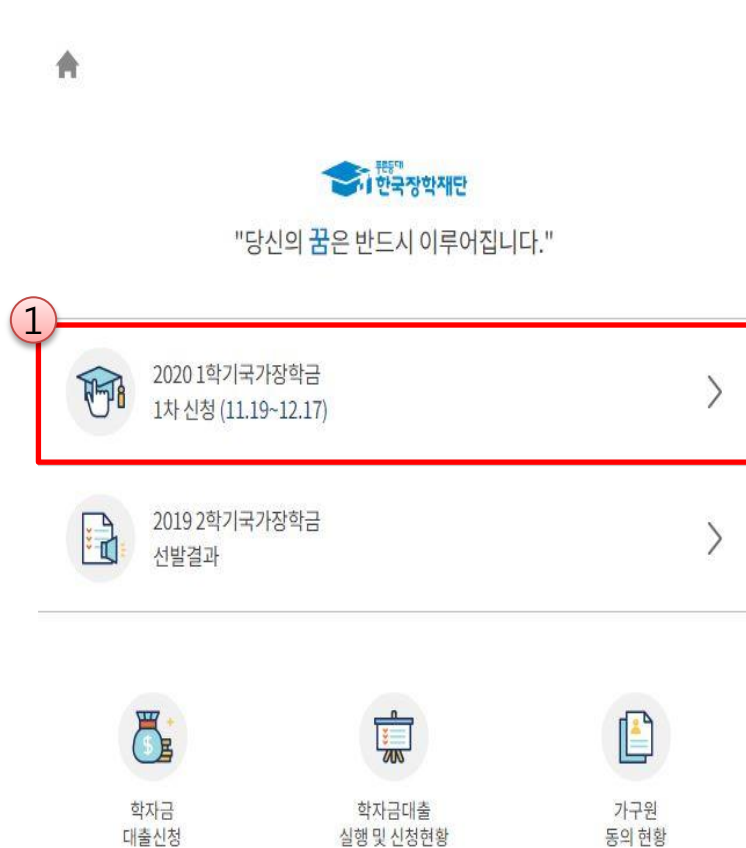 푸른등대
한국장학재단
"당신의 꿈은 반드시 이루어집니다."
1
2020 1학기국가장학금
1차 신청 (11.19~12.17)
2019 2학기국가장학금
선발결과
학자금
대출신청
학자금대출
실행 및 신청현황
가구원
동의 현황